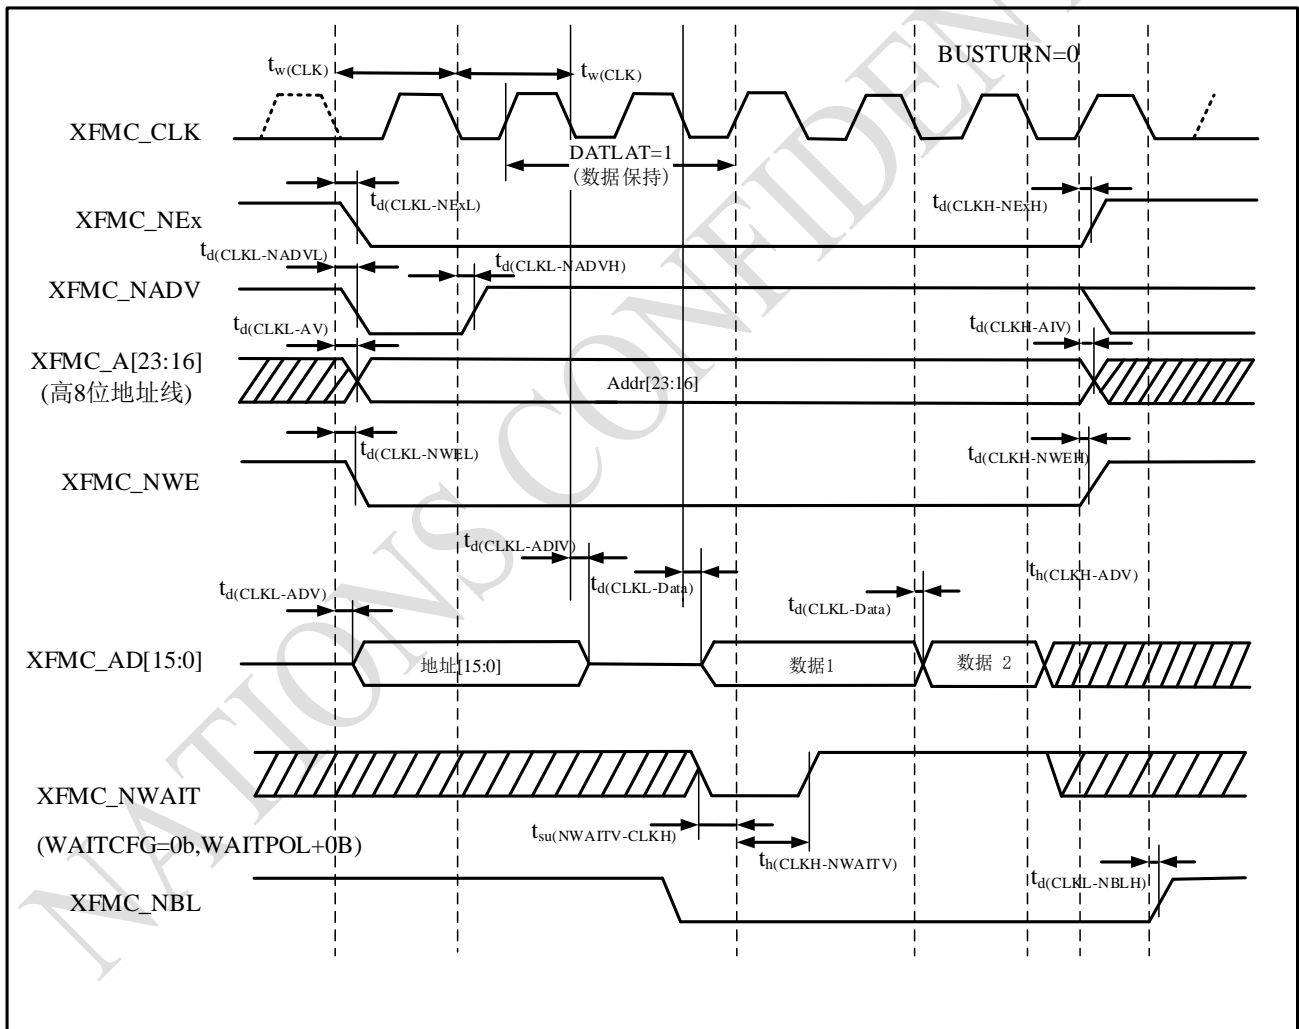 BUSTURN=0
tw(CLK)
tw(CLK)
XFMC_CLK
DATLAT=1
(数据保持)
td(CLKL-NExL)
td(CLKH-NExH)
XFMC_NEx
td(CLKL-NADVL)
td(CLKL-NADVH)
XFMC_NADV
td(CLKL-AV)
td(CLKH-AIV)
XFMC_A[23:16]
(高8位地址线)
Addr[23:16]
td(CLKL-NWEL)
td(CLKH-NWEH)
XFMC_NWE
td(CLKL-ADIV)
td(CLKL-ADV)
td(CLKL-Data)
td(CLKL-Data)
th(CLKH-ADV)
XFMC_AD[15:0]
地址[15:0]
数据1
数据 2
XFMC_NWAIT
(WAITCFG=0b,WAITPOL+0B)
tsu(NWAITV-CLKH)
th(CLKH-NWAITV)
td(CLKL-NBLH)
XFMC_NBL
NATIONS CONFIDEN